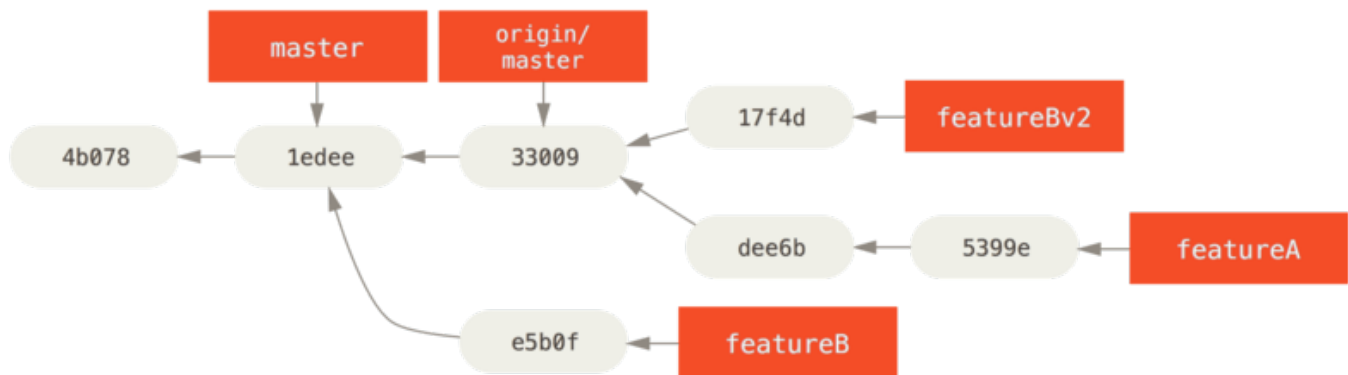 master
origin/
master
17f4d
featureBv2
4b078
1edee
33009
dee6b
5399e
featureA
e5b0f
featureB